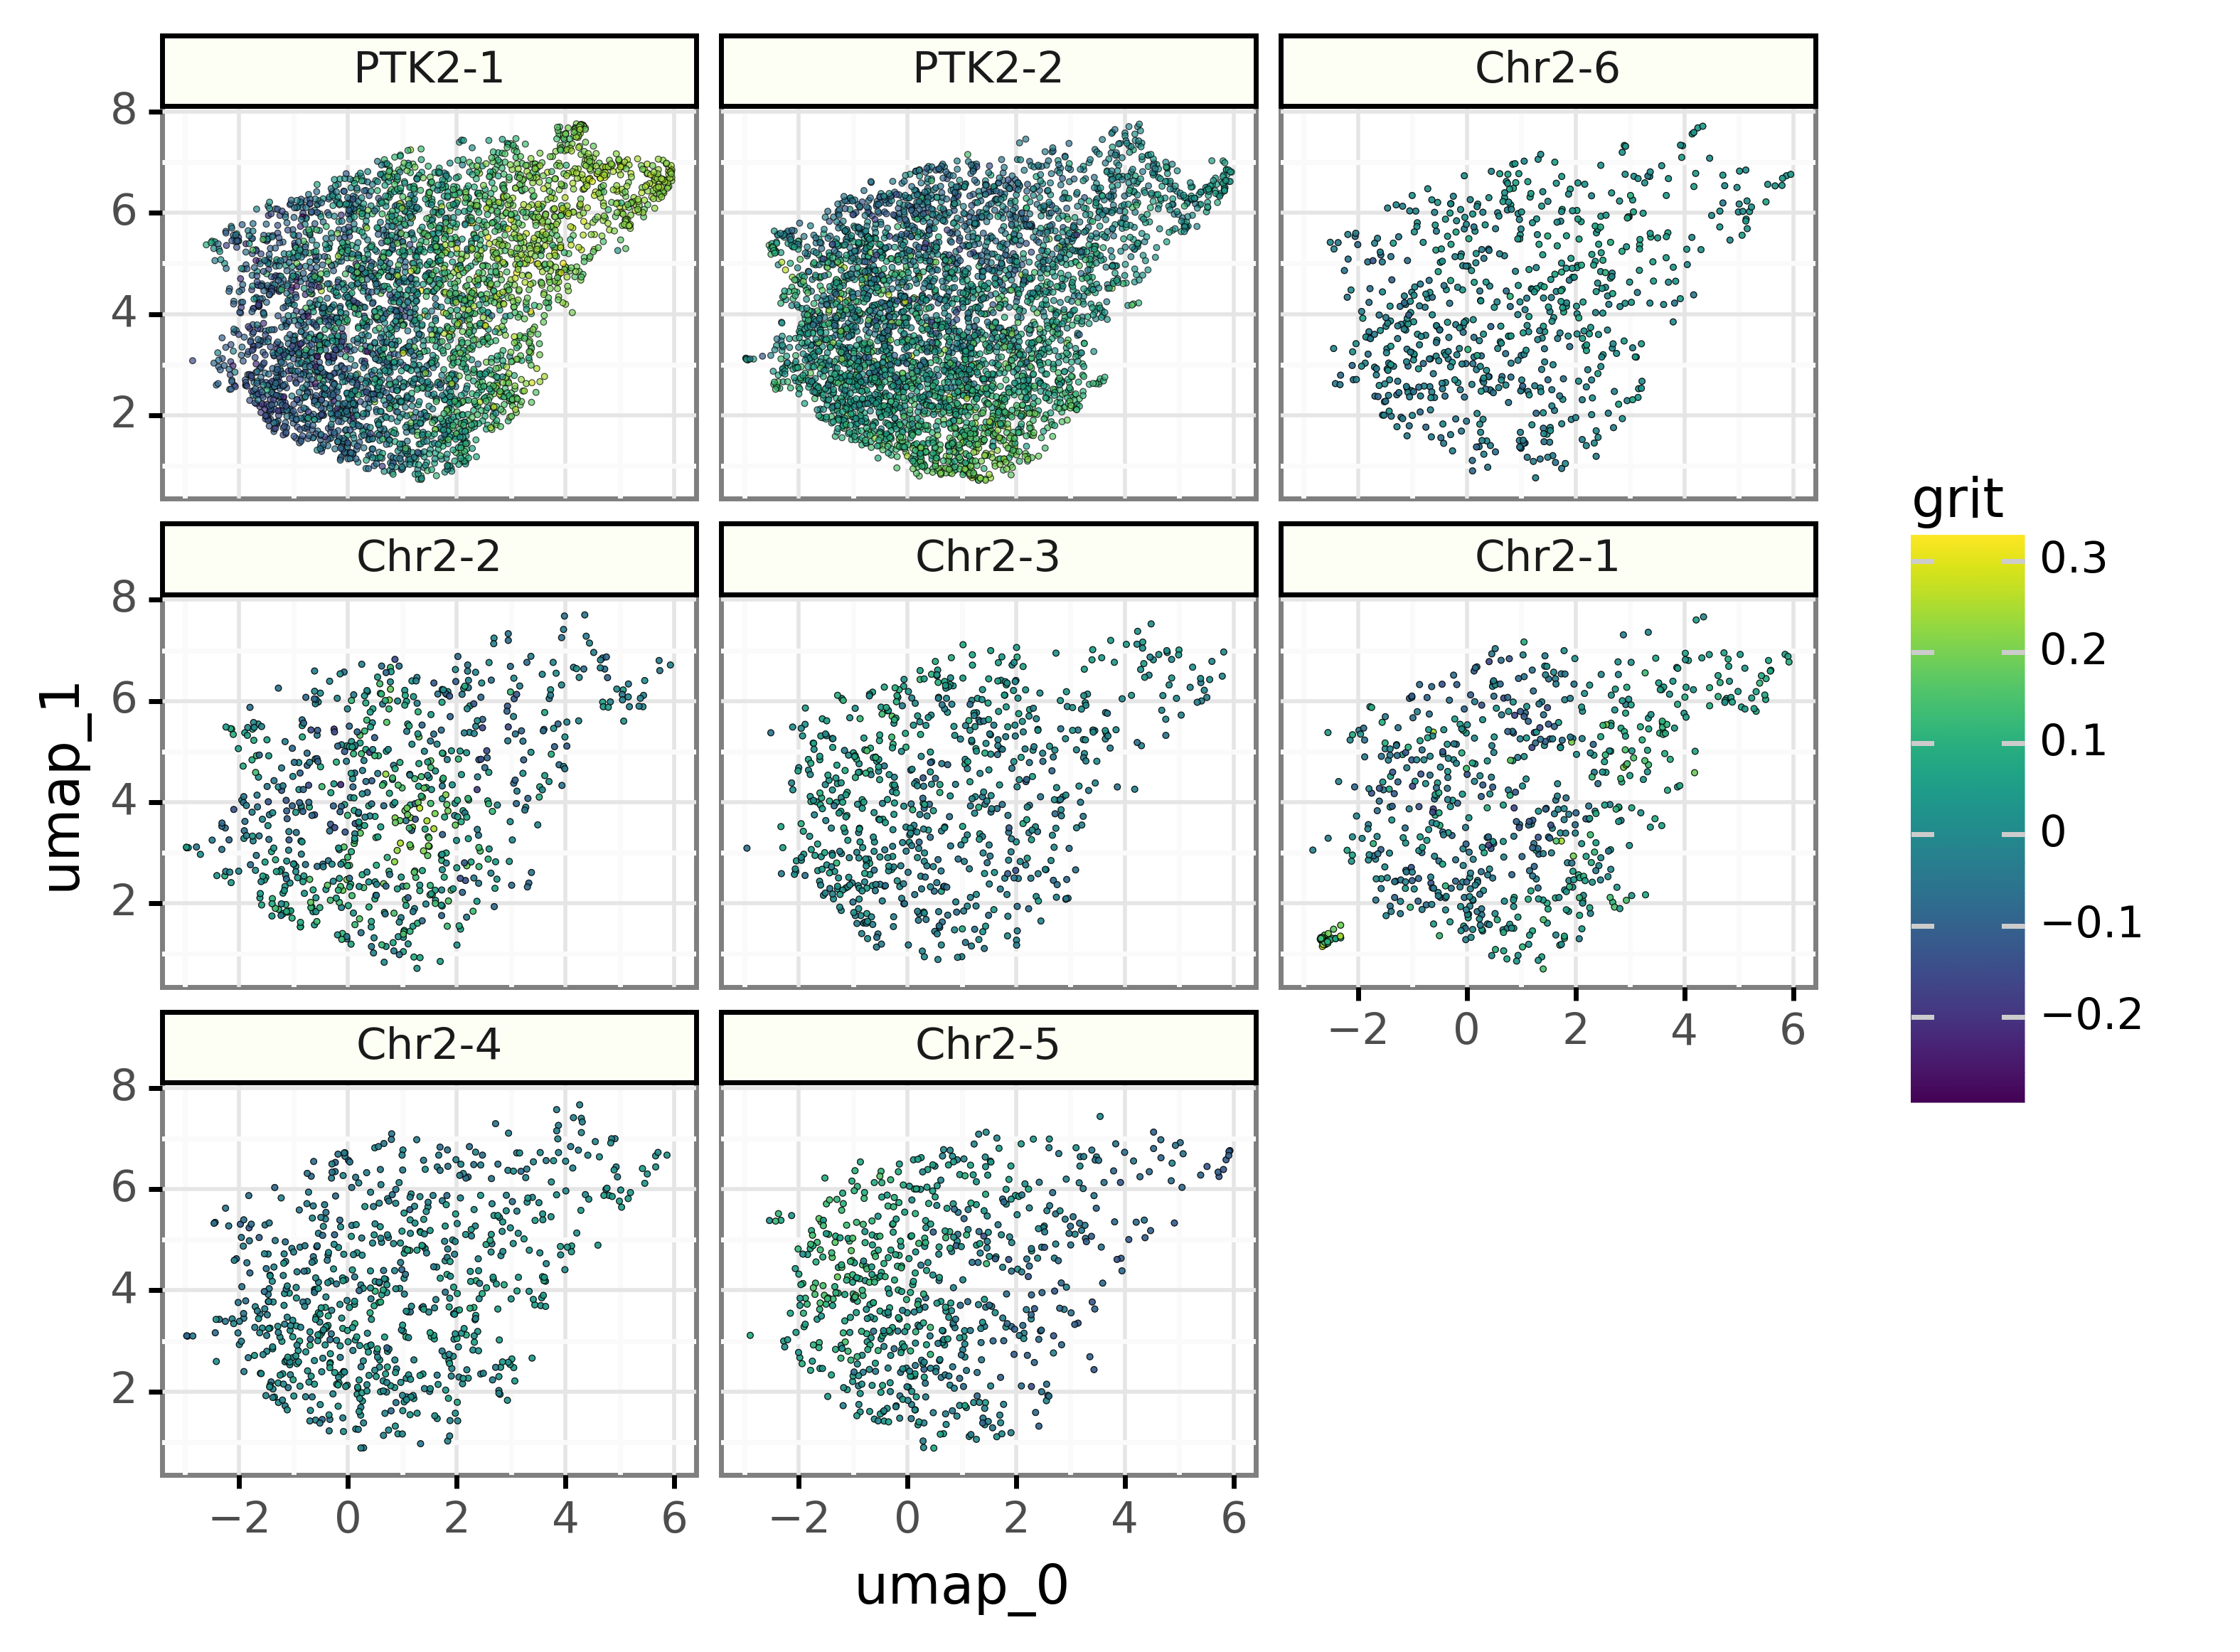 PTK2-1 PTK2-2 Chr2-6
8
6
4
2
Chr2-2 Chr2-3 Chr2-1
8
6
4
2
−2 0 2 4 6
Chr2-4 Chr2-5
8
6
4
2
−2 0 2 4 6 −2 0 2 4 6
umap_0
umap_1
grit
0.3
0.2
0.1
0
−0.1
−0.2